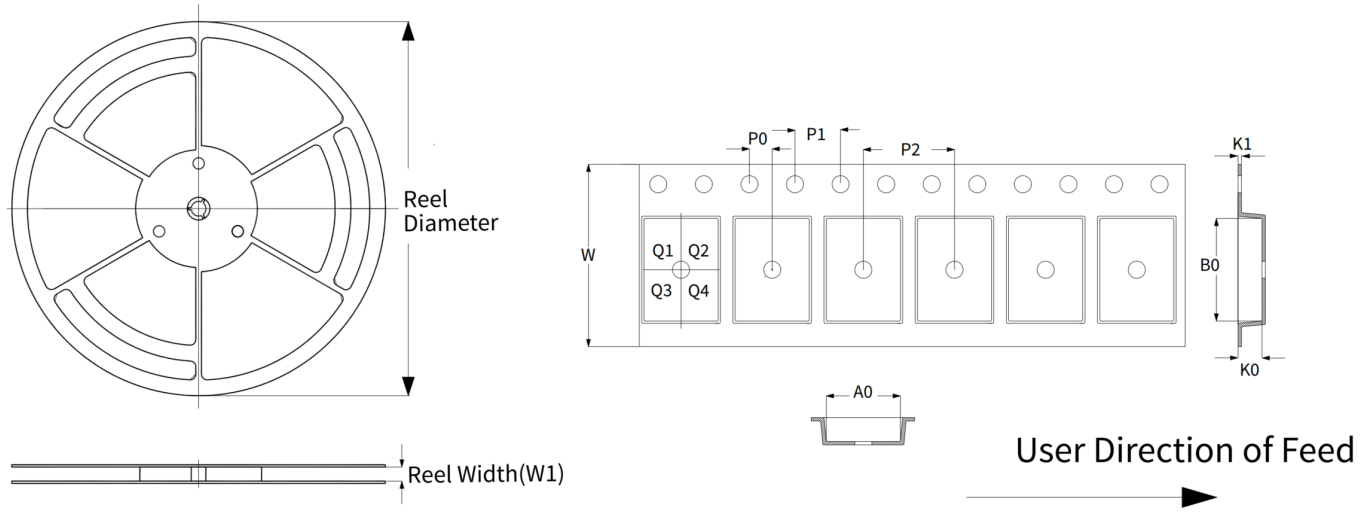 Reel
Diameter
Reel Width(W1)
P0
P1
P2
W
Q1 Q2
Q3 Q4
A0
K1
B0
K0
User Direction of Feed